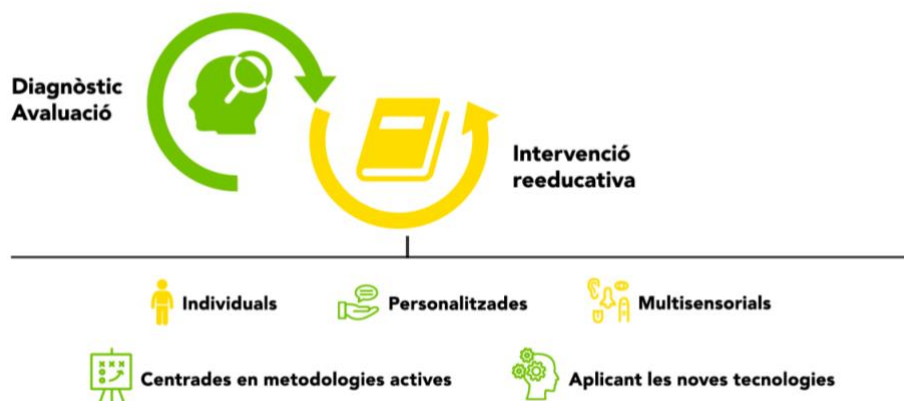 Diagnòstic
Avaluació
Intervenció
reeducativa
Individuals
Personalitzades
Multisensorials
Centrades en metodologies actives
Aplicant les noves tecnologies